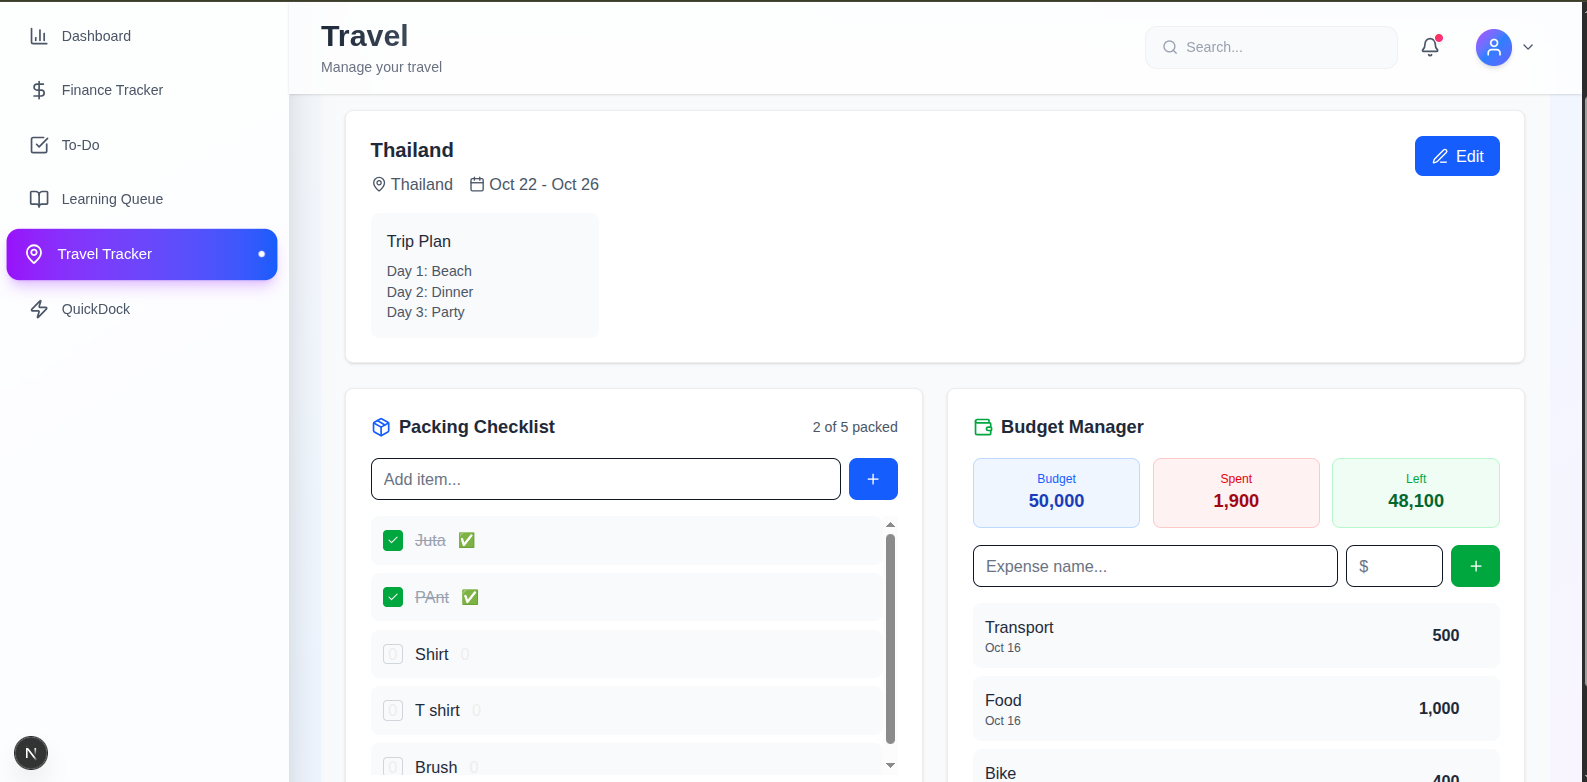 Dashboard
Finance Tracker
To-Do
Learning Queue
Travel Tracker
QuickDock
N
Travel
Manage your travel
Search...
Thailand
Edit
Thailand Oct 22 - Oct 26
Trip Plan
Day 1: Beach
Day 2: Dinner
Day 3: Party
Packing Checklist
2 of 5 packed
Add item...
+
Juta ✅
PAnt ✅
0 Shirt 0
0 T shirt 0
0 Brush 0
Budget Manager
Budget
50,000
Spent
1,900
Left
48,100
Expense name...
$
+
Transport
Oct 16
500
Food
Oct 16
1,000
Bike
400